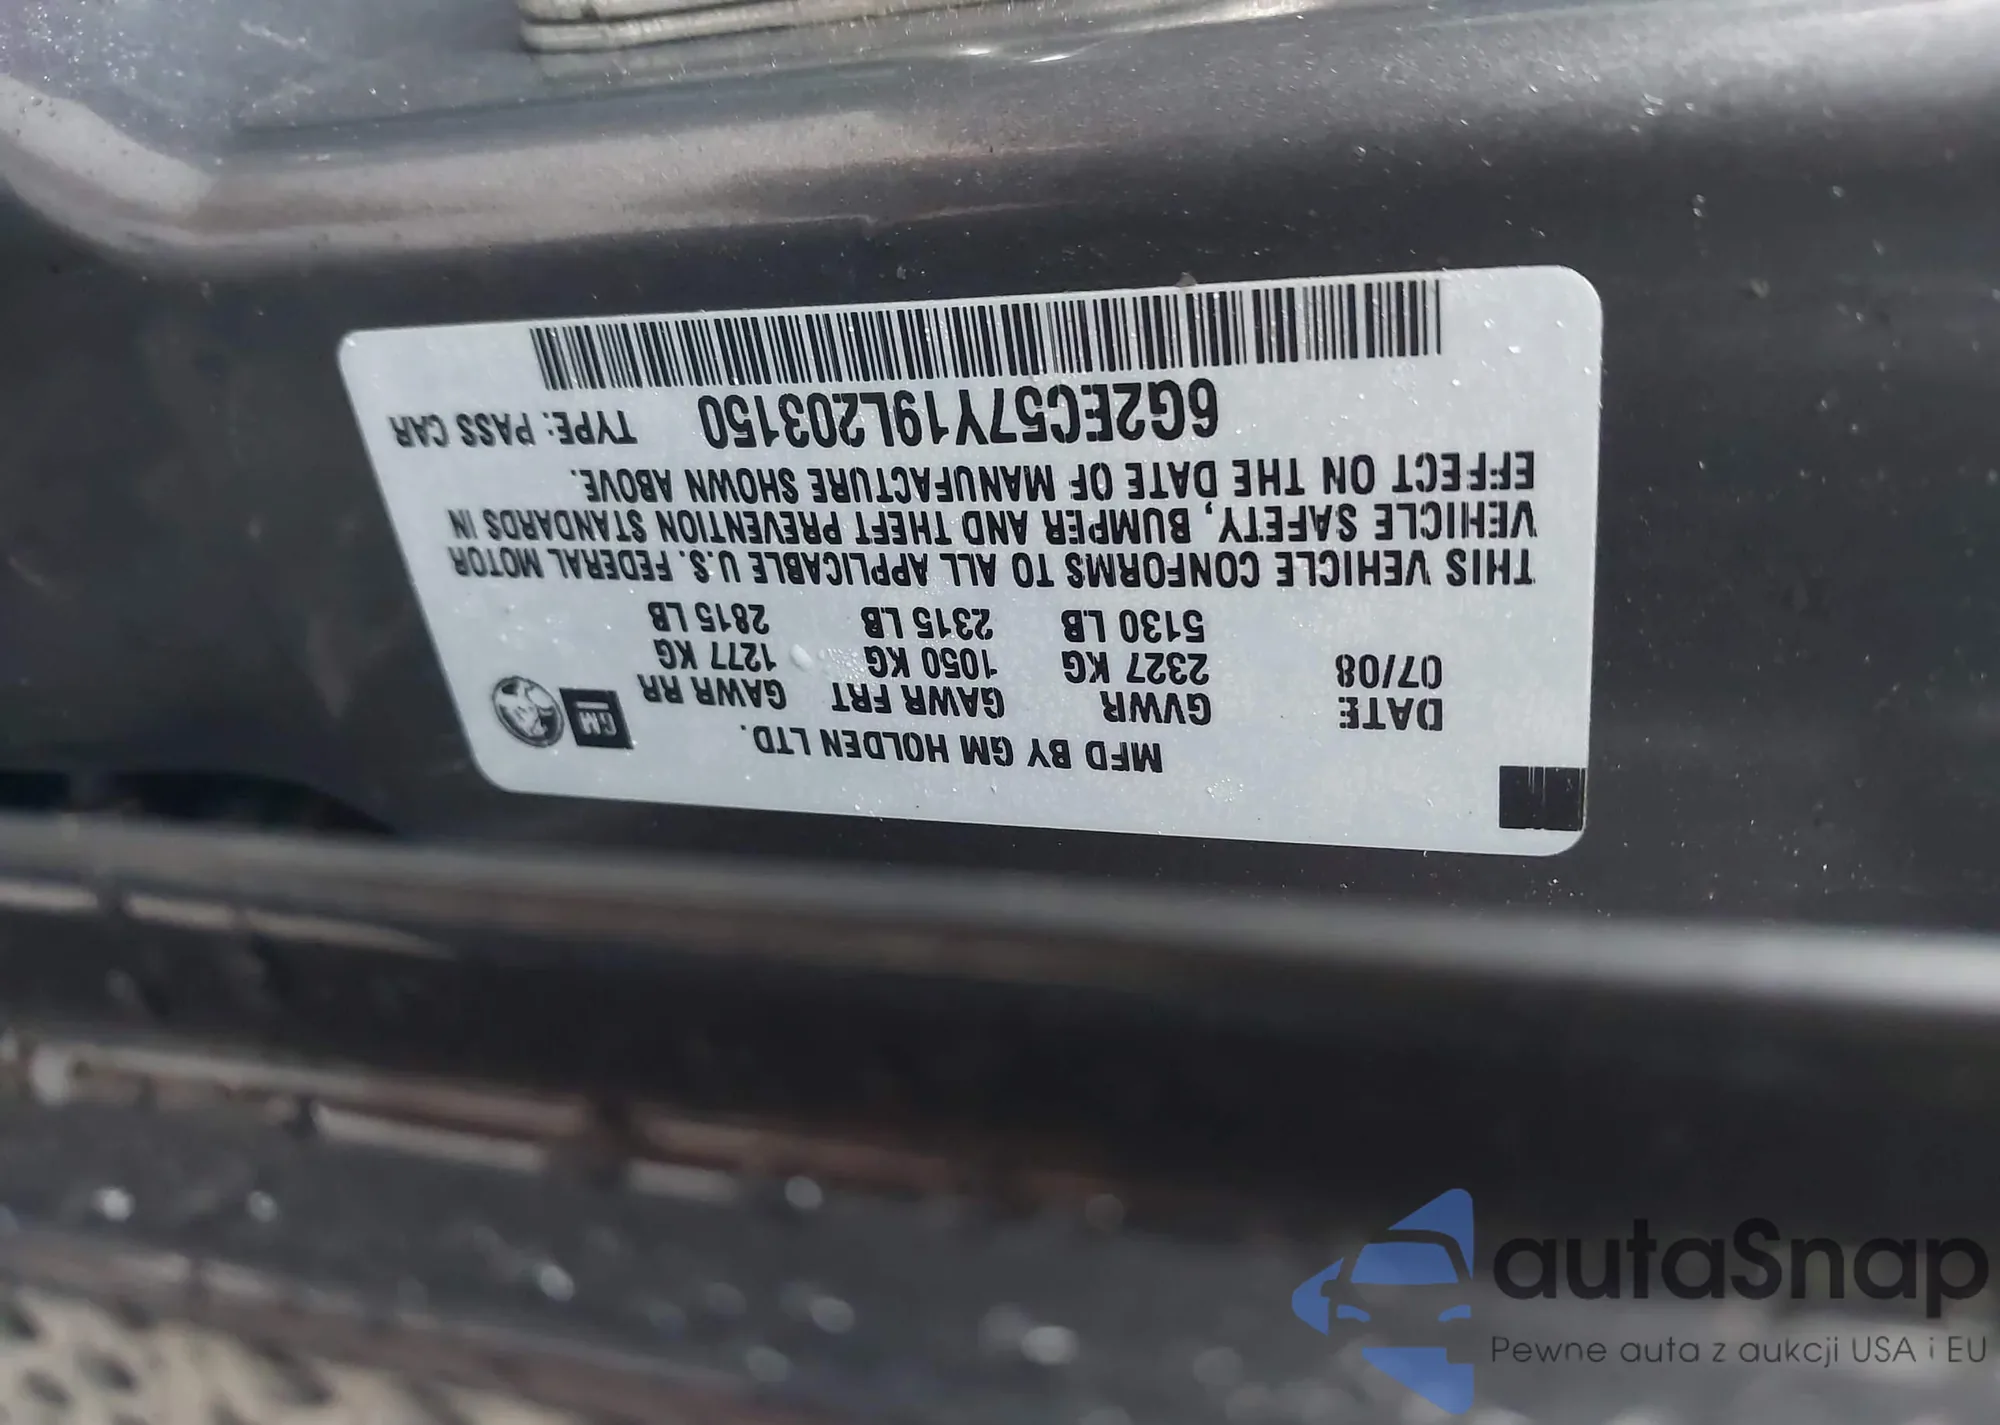 MFD BY GM HOLDEN LTD.
GM
DATE GVWR GAWR FRT GAWR RR
07/08 2327 KG 1050 KG 1277 KG
5130 LB 2315 LB 2815 LB
THIS VEHICLE CONFORMS TO ALL APPLICABLE U.S. FEDERAL MOTOR
VEHICLE SAFETY, BUMPER AND THEFT PREVENTION STANDARDS IN
EFFECT ON THE DATE OF MANUFACTURE SHOWN ABOVE.
6G2EC57Y19L203150 TYPE: PASS CAR
autaSnap
Pewne auta z aukcji USA i EU